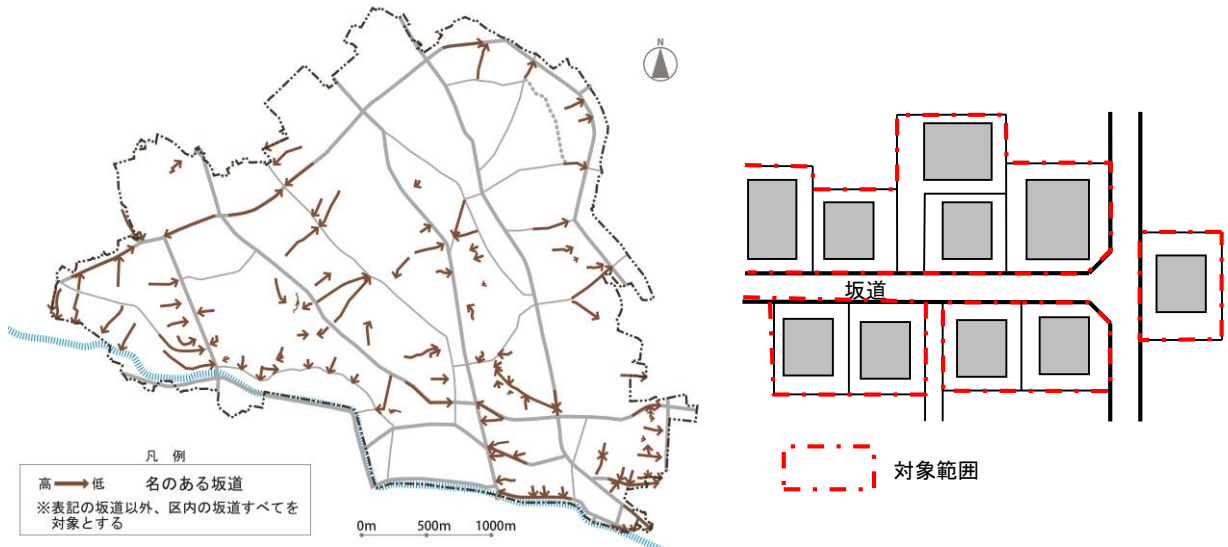 N
凡 例
高 低 名のある坂道
※表記の坂道以外、区内の坂道すべてを
対象とする
0m 500m 1000m
坂道
対象範囲